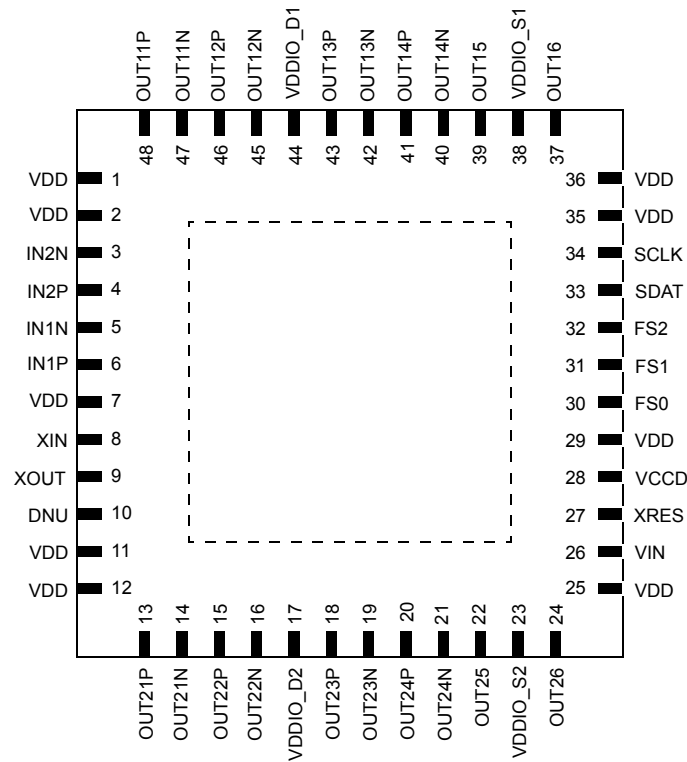 OUT11P
OUT11N
OUT12P
OUT12N
VDDIO_D1
OUT13P
OUT13N
OUT14P
OUT14N
OUT15
VDDIO_S1
OUT16
48
47
46
45
44
43
42
41
40
39
38
37
VDD 1
VDD 2
IN2N 3
IN2P 4
IN1N 5
IN1P 6
VDD 7
XIN 8
XOUT 9
DNU 10
VDD 11
VDD 12
36 VDD
35 VDD
34 SCLK
33 SDAT
32 FS2
31 FS1
30 FS0
29 VDD
28 VCCD
27 XRES
26 VIN
25 VDD
13
14
15
16
17
18
19
20
21
22
23
24
OUT21P
OUT21N
OUT22P
OUT22N
VDDIO_D2
OUT23P
OUT23N
OUT24P
OUT24N
OUT25
VDDIO_S2
OUT26